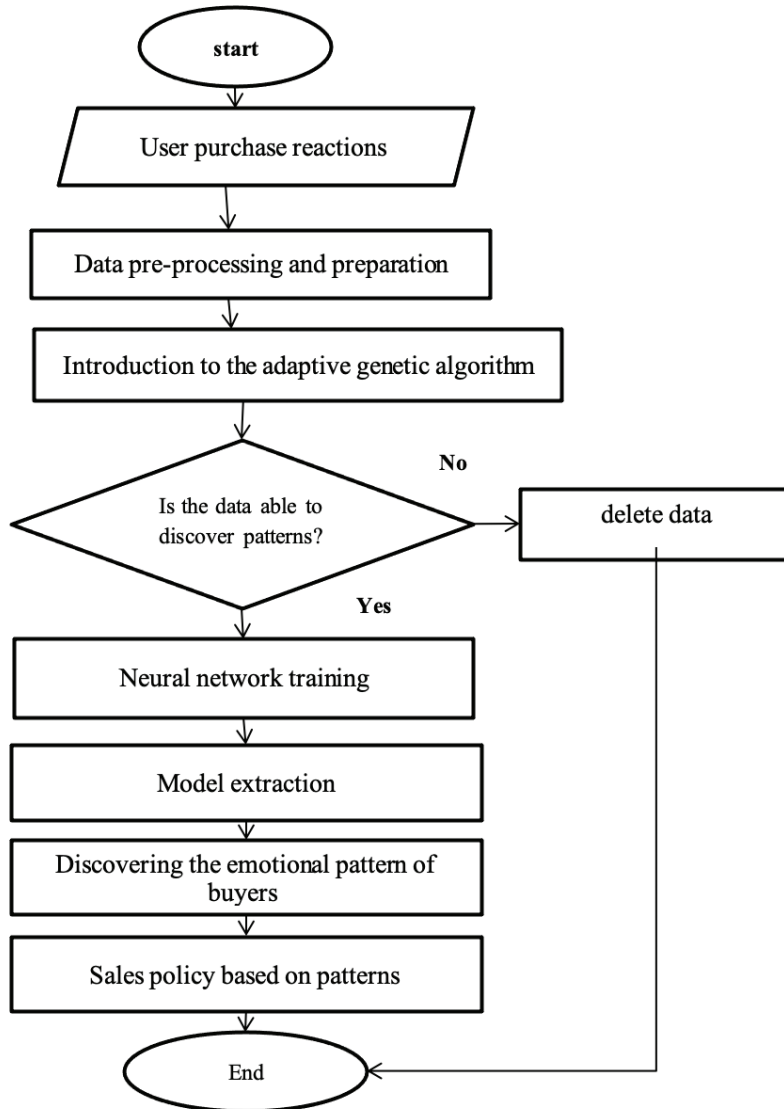 start
User purchase reactions
Data pre-processing and preparation
Introduction to the adaptive genetic algorithm
No
Is the data able to
discover patterns?
delete data
Yes
Neural network training
Model extraction
Discovering the emotional pattern of
buyers
Sales policy based on patterns
End